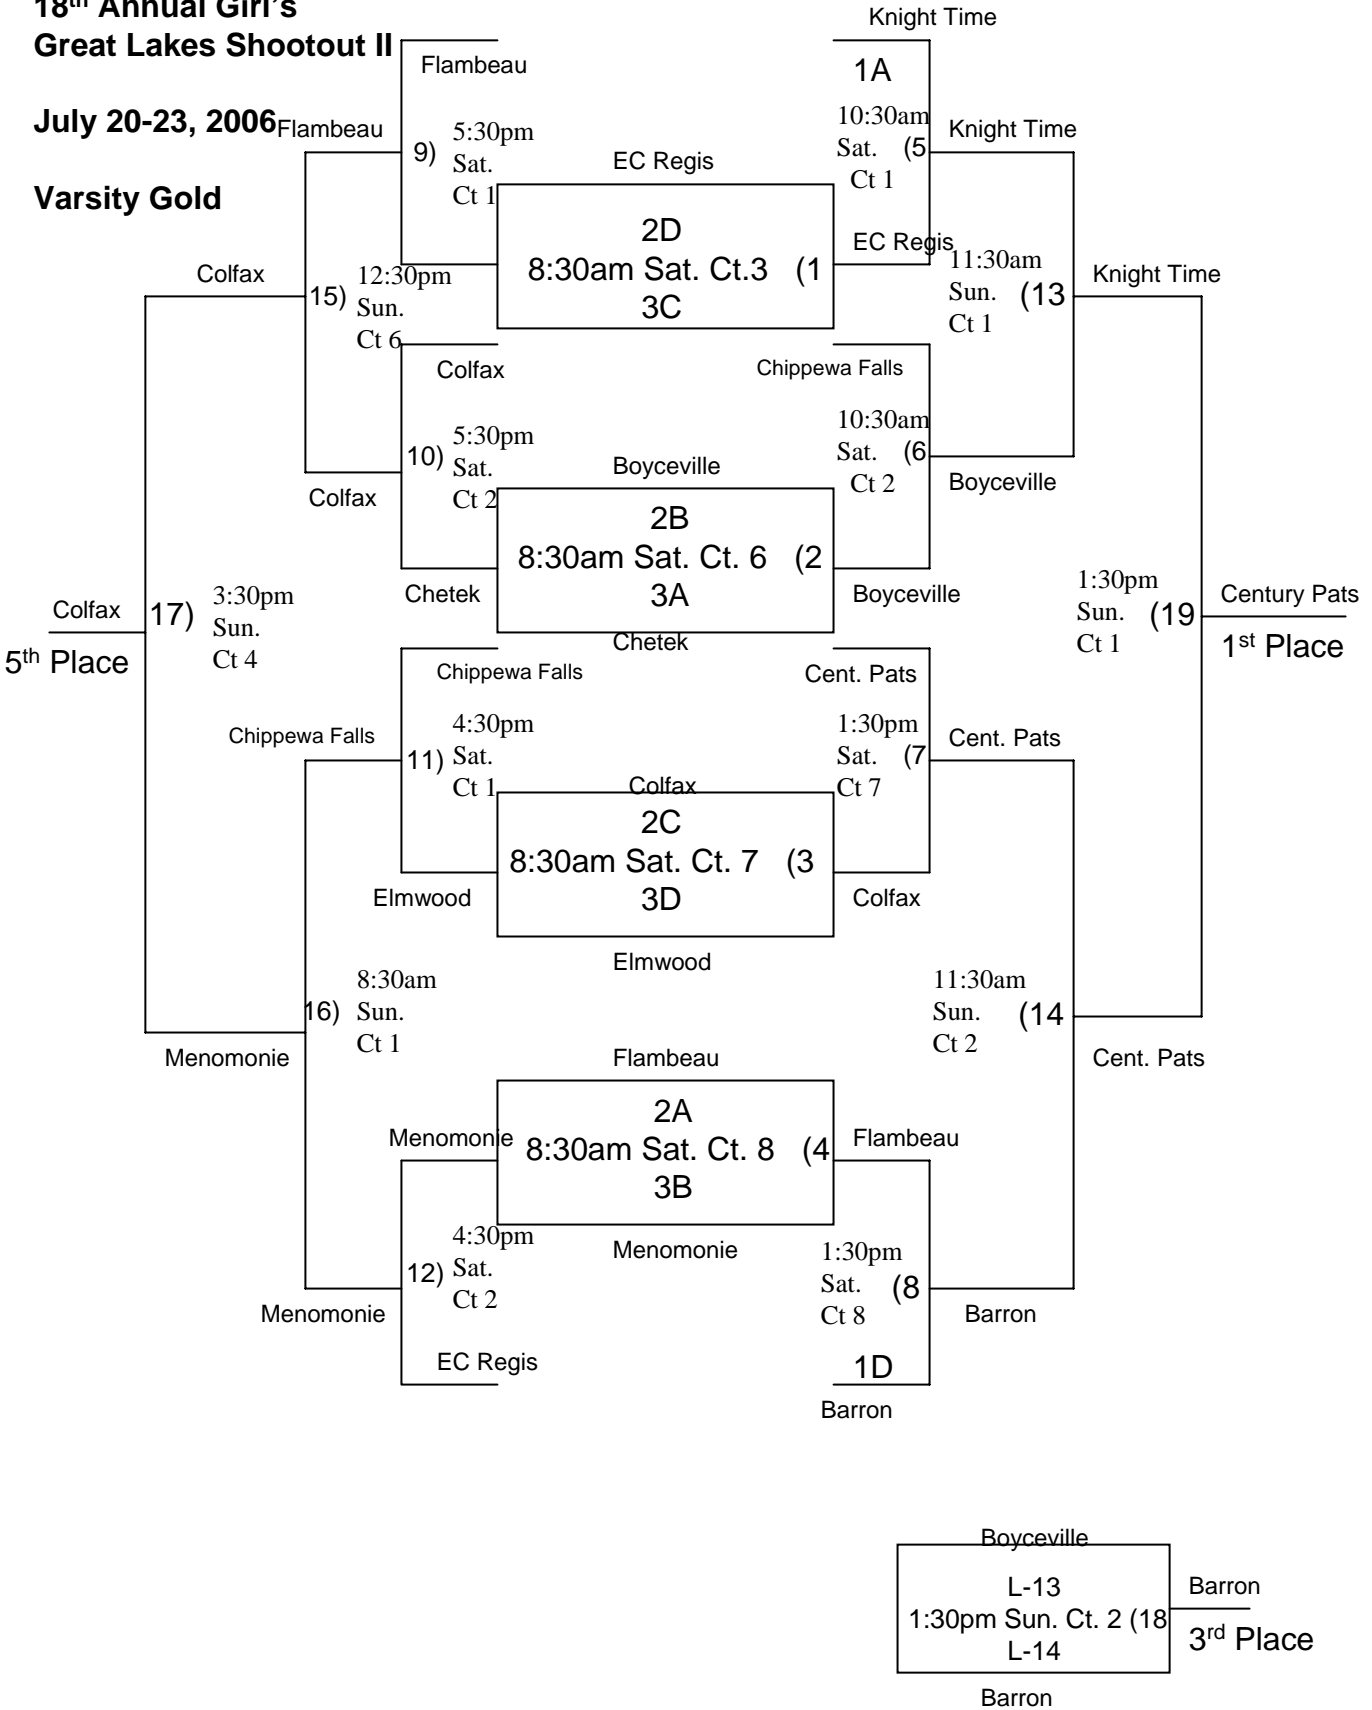 18th Annual Girl's
Great Lakes Shootout II
July 20-23, 2006
Varsity Gold
Knight Time
1A
Flambeau
10:30am
Sat. (5
Ct 1
Knight Time
Flambeau
9) 5:30pm
Sat.
Ct 1
EC Regis
2D
8:30am Sat. Ct.3 (1
3C
EC Regis
11:30am
Sun. (13
Ct 1
Knight Time
Colfax
15) 12:30pm
Sun.
Ct 6
Colfax
Chippewa Falls
10:30am
Sat. (6
Ct 2
10) 5:30pm
Sat.
Ct 2
Boyceville
Boyceville
Colfax
2B
8:30am Sat. Ct. 6 (2
3A
Chetek
Chetek
Boyceville
1:30pm
Sun. (19
Ct 1
Century Pats
1st Place
Colfax
5th Place
17) 3:30pm
Sun.
Ct 4
Chippewa Falls
Cent. Pats
1:30pm
Sat. (7
Ct 7
Cent. Pats
Chippewa Falls
11) 4:30pm
Sat.
Ct 1
Colfax
2C
8:30am Sat. Ct. 7 (3
3D
Elmwood
Elmwood
Colfax
16) 8:30am
Sun.
Ct 1
11:30am
Sun. (14
Ct 2
Menomonie
Cent. Pats
Flambeau
2A
8:30am Sat. Ct. 8 (4
3B
Menomonie
Menomonie
Flambeau
12) 4:30pm
Sat.
Ct 2
1:30pm
Sat. (8
Ct 8
Menomonie
Barron
EC Regis
1D
Barron
Boyceville
L-13
1:30pm Sun. Ct. 2 (18
L-14
Barron
Barron
3rd Place